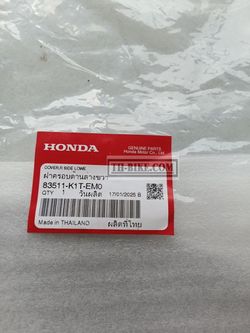 HONDA
GENUINE PARTS
Honda Motor Co., Ltd.
COVER,R SIDE LOWE
ฝาครอบด้านล่างขวา
TH-BIKE.COM
83511-K1T-EM0
QTY 1 วันผลิต 17/01/2025 B
Made in THAILAND ผลิตที่ไทย